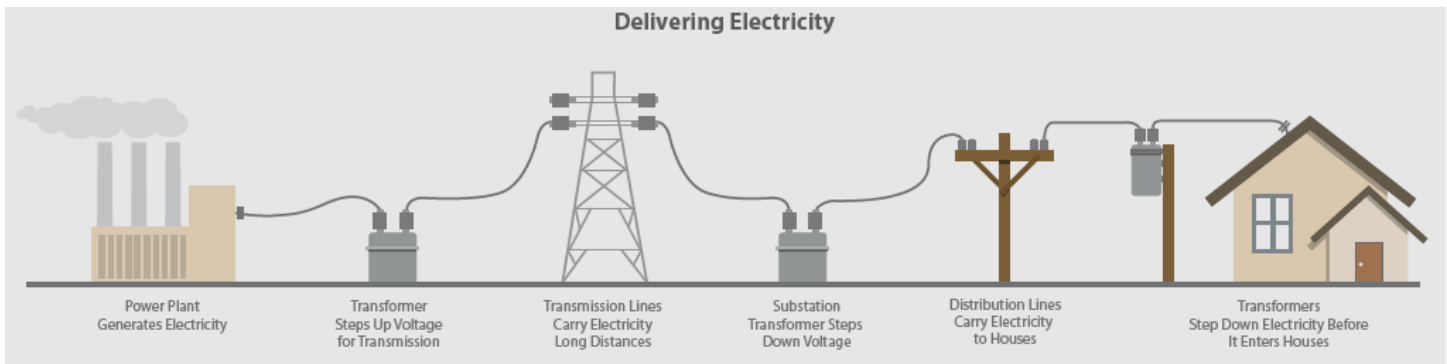 Delivering Electricity
Power Plant
Generates Electricity
Transformer
Steps Up Voltage
for Transmission
Transmission Lines
Carry Electricity
Long Distances
Substation
Transformer Steps
Down Voltage
Distribution Lines
Carry Electricity
to Houses
Transformers
Step Down Electricity Before
It Enters Houses